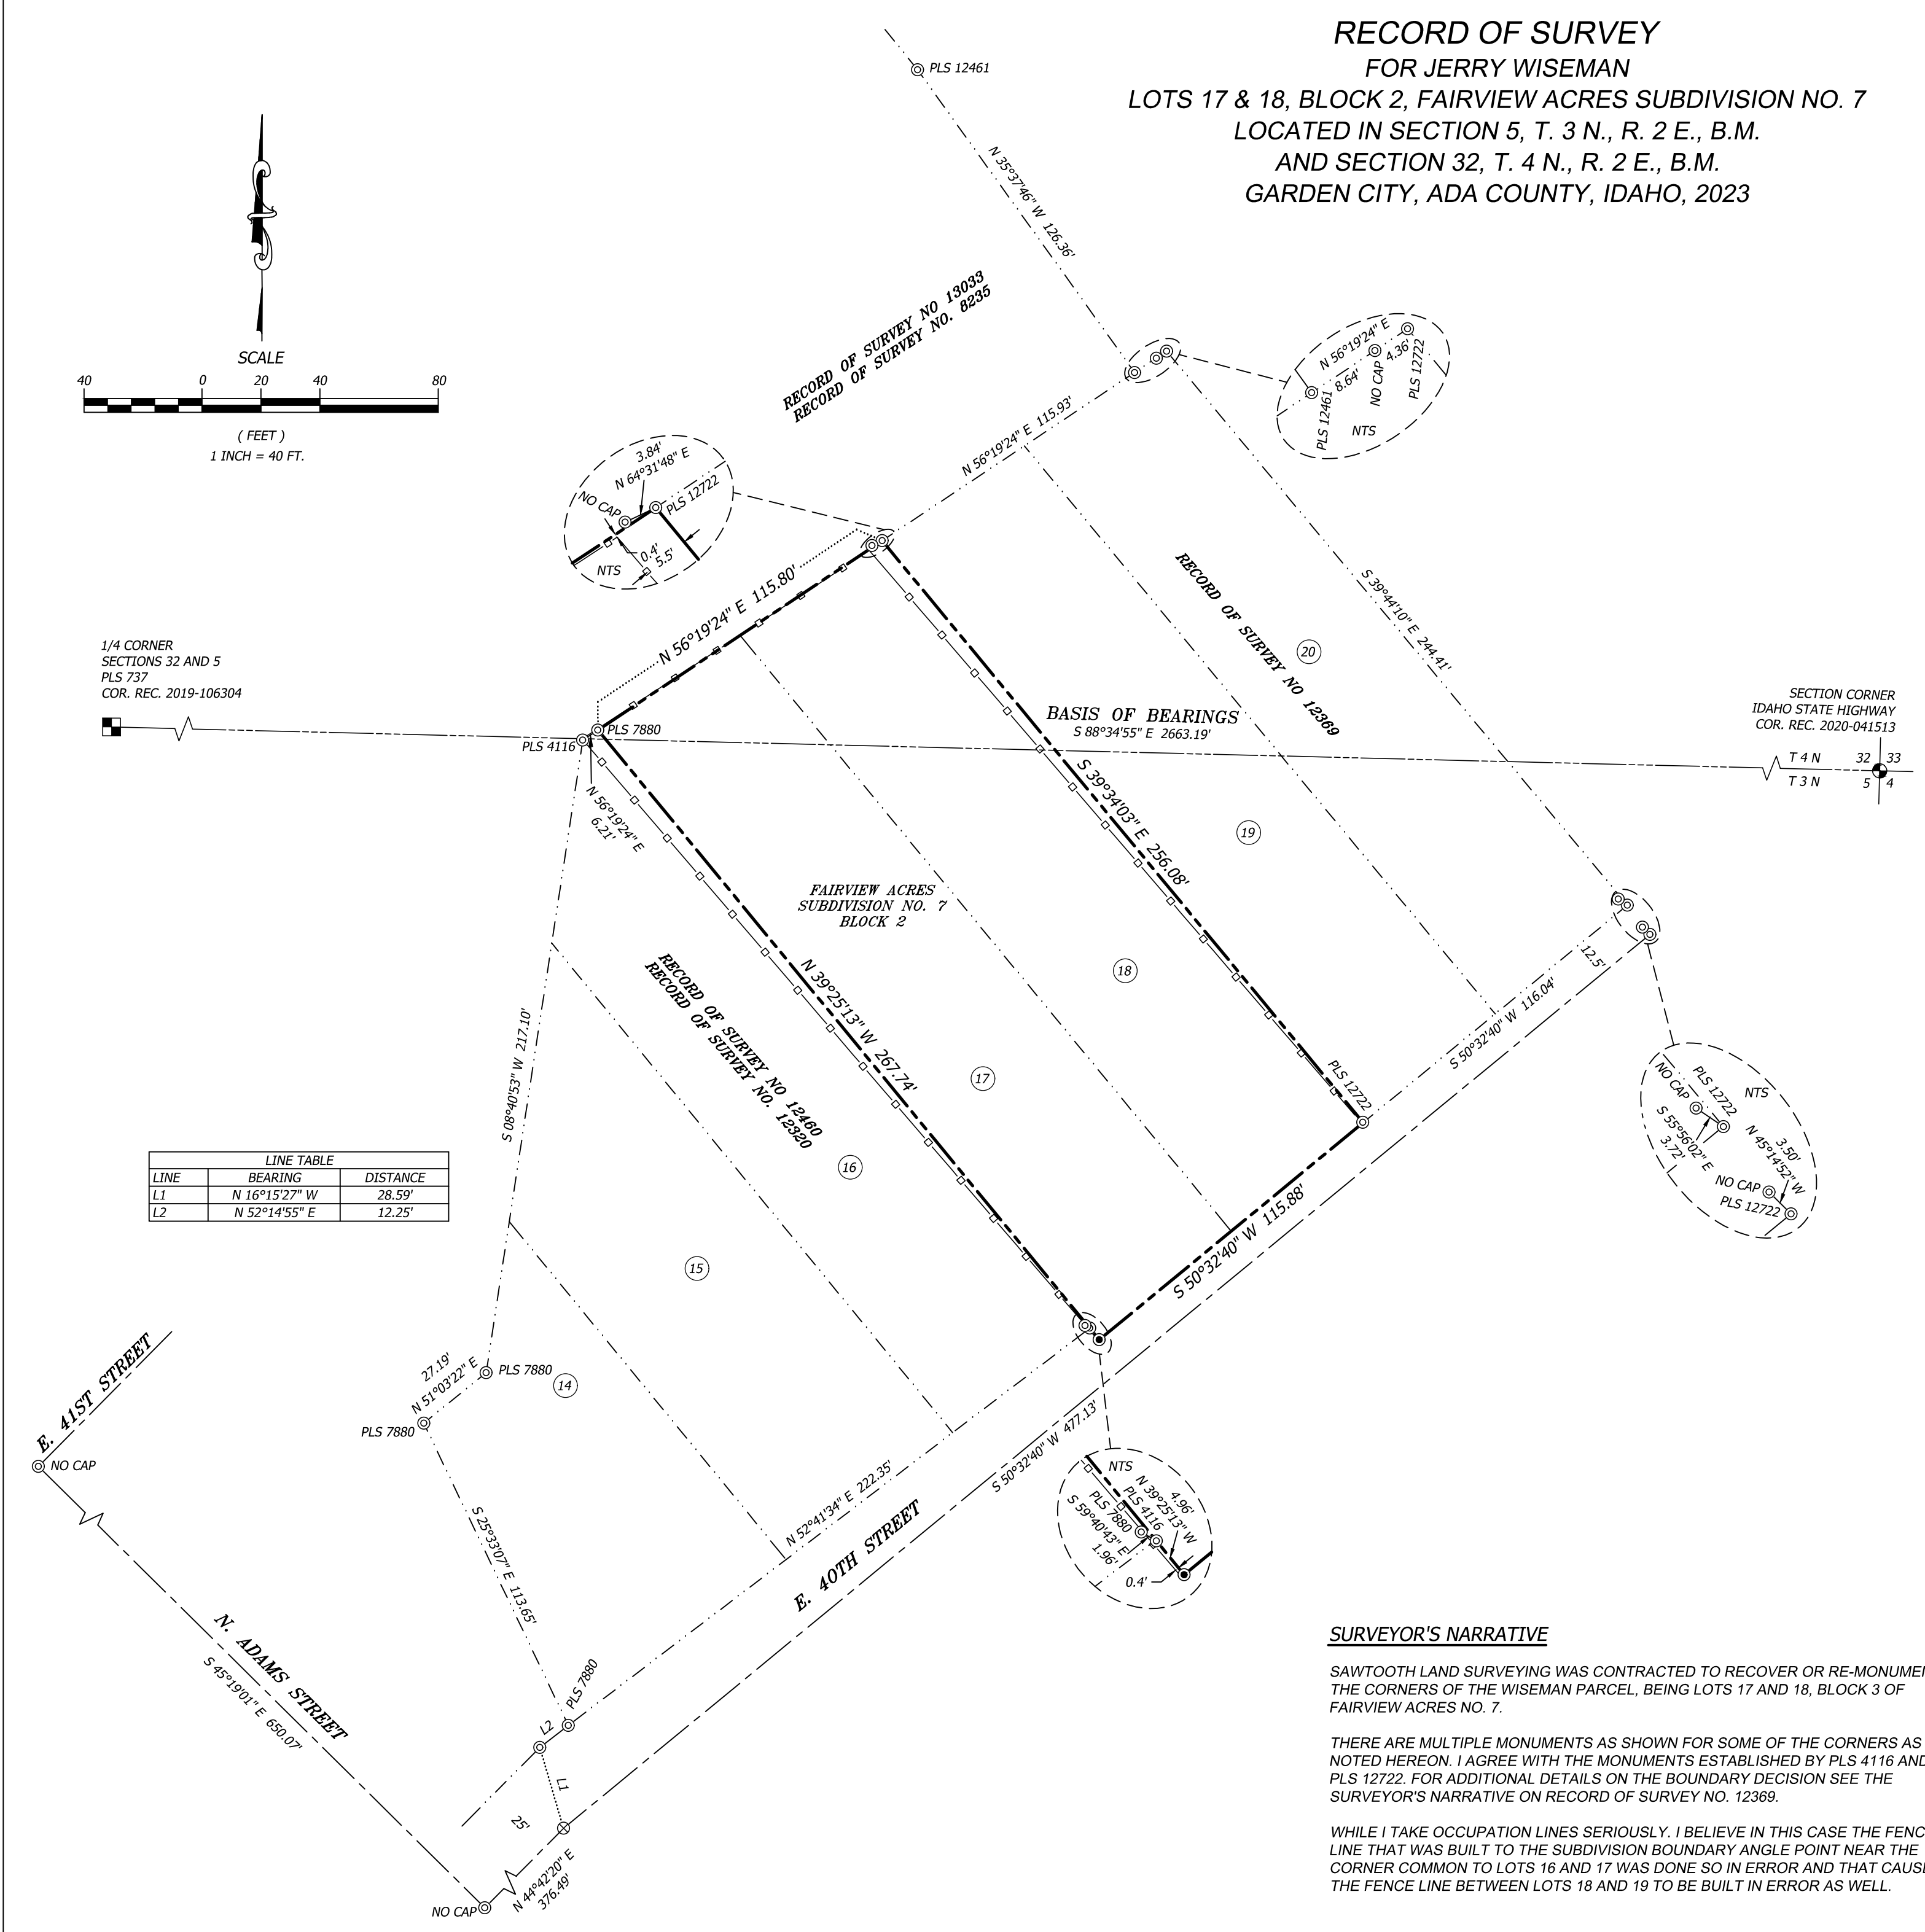 RECORD OF SURVEY
FOR JERRY WISEMAN
LOTS 17 & 18, BLOCK 2, FAIRVIEW ACRES SUBDIVISION NO. 7
LOCATED IN SECTION 5, T. 3 N., R. 2 E., B.M.
AND SECTION 32, T. 4 N., R. 2 E., B.M.
GARDEN CITY, ADA COUNTY, IDAHO, 2023
PLS 12461
N 35°37'46" W 126.36'
SCALE
40 0 20 40 80
( FEET )
1 INCH = 40 FT.
RECORD OF SURVEY NO 13033
RECORD OF SURVEY NO. 8235
N 56°19'24" E
8.64'
4.36'
PLS 12461
NO CAP
PLS 12722
NTS
N 56°19'24" E 115.93'
3.84'
N 64°31'48" E
NO CAP
PLS 12722
0.4'
5.5'
NTS
N 56°19'24" E 115.80'
RECORD OF SURVEY NO 12369
S 39°44'10" E 244.41'
20
1/4 CORNER
SECTIONS 32 AND 5
PLS 737
COR. REC. 2019-106304
SECTION CORNER
IDAHO STATE HIGHWAY
COR. REC. 2020-041513
T 4 N 32 33
T 3 N 5 4
BASIS OF BEARINGS
S 88°34'55" E 2663.19'
PLS 7880
PLS 4116
N 56°19'24" E
6.21'
S 39°34'03" E 256.08'
19
FAIRVIEW ACRES
SUBDIVISION NO. 7
BLOCK 2
18
12.5'
S 50°32'40" W 116.04'
RECORD OF SURVEY NO 12460
RECORD OF SURVEY NO. 12320
N 39°25'13" W 267.74'
17
PLS 12722
S 08°40'53" W 217.10'
16
NO CAP
PLS 12722
NTS
S 55°56'02" E
3.72'
3.50'
N 45°14'52" W
NO CAP
PLS 12722
LINE TABLE
LINE BEARING DISTANCE
L1 N 16°15'27" W 28.59'
L2 N 52°14'55" E 12.25'
S 50°32'40" W 115.88'
15
E. 41ST STREET
NO CAP
27.19'
N 51°03'22" E
PLS 7880
PLS 7880
14
S 25°33'07" E 113.65'
N 52°41'34" E 222.35'
S 50°32'40" W 477.13'
E. 40TH STREET
NTS
4.96'
N 39°25'13" W
PLS 4116
PLS 7880
S 59°40'43" E
1.96'
0.4'
N. ADAMS STREET
S 45°19'01" E 650.07'
PLS 7880
L2
L1
25'
N 44°42'20" E
376.49'
NO CAP
SURVEYOR'S NARRATIVE
SAWTOOTH LAND SURVEYING WAS CONTRACTED TO RECOVER OR RE-MONUME
THE CORNERS OF THE WISEMAN PARCEL, BEING LOTS 17 AND 18, BLOCK 3 OF
FAIRVIEW ACRES NO. 7.
THERE ARE MULTIPLE MONUMENTS AS SHOWN FOR SOME OF THE CORNERS AS
NOTED HEREON. I AGREE WITH THE MONUMENTS ESTABLISHED BY PLS 4116 AND
PLS 12722. FOR ADDITIONAL DETAILS ON THE BOUNDARY DECISION SEE THE
SURVEYOR'S NARRATIVE ON RECORD OF SURVEY NO. 12369.
WHILE I TAKE OCCUPATION LINES SERIOUSLY. I BELIEVE IN THIS CASE THE FENC
LINE THAT WAS BUILT TO THE SUBDIVISION BOUNDARY ANGLE POINT NEAR THE
CORNER COMMON TO LOTS 16 AND 17 WAS DONE SO IN ERROR AND THAT CAUSE
THE FENCE LINE BETWEEN LOTS 18 AND 19 TO BE BUILT IN ERROR AS WELL.